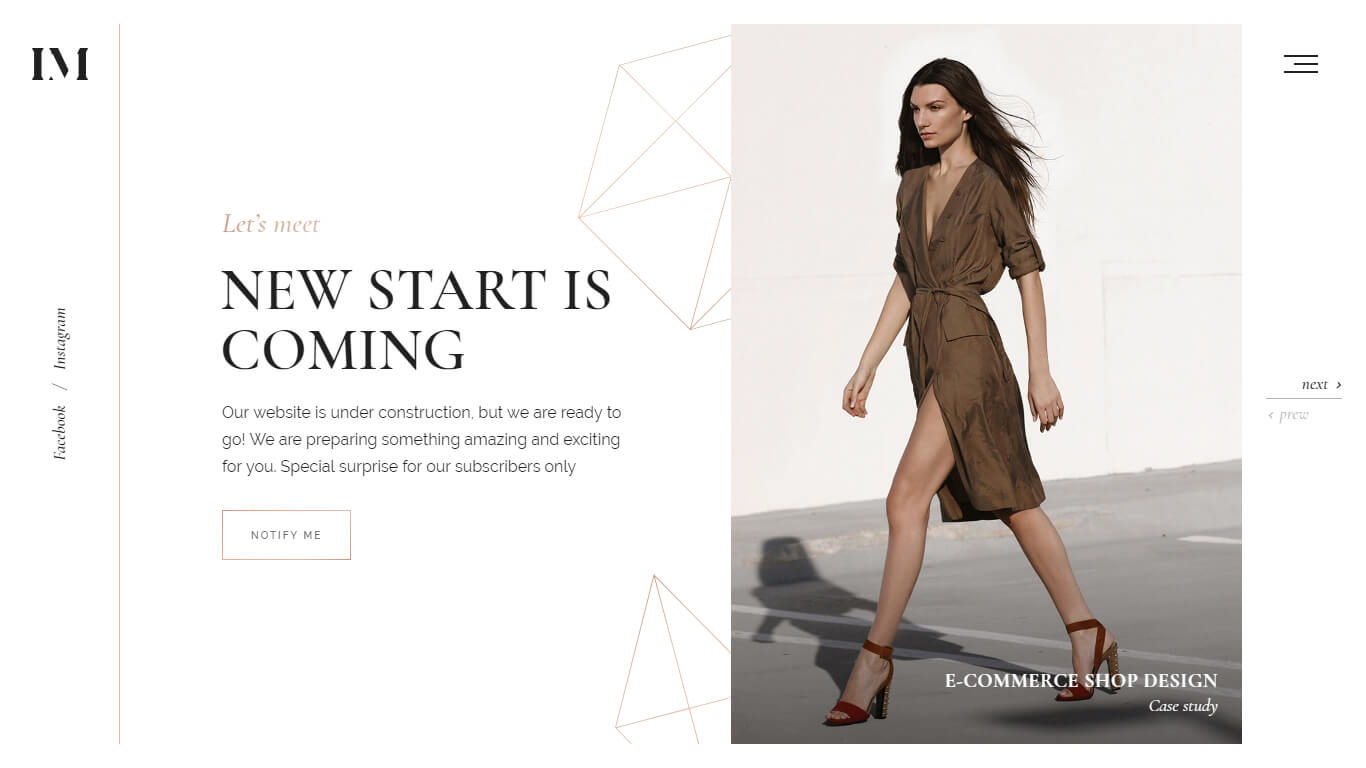 IM
Facebook / Instagram
Let's meet
NEW START IS
COMING
Our website is under construction, but we are ready to
go! We are preparing something amazing and exciting
for you. Special surprise for our subscribers only
NOTIFY ME
E-COMMERCE SHOP DESIGN
Case study
next ›
‹ prew